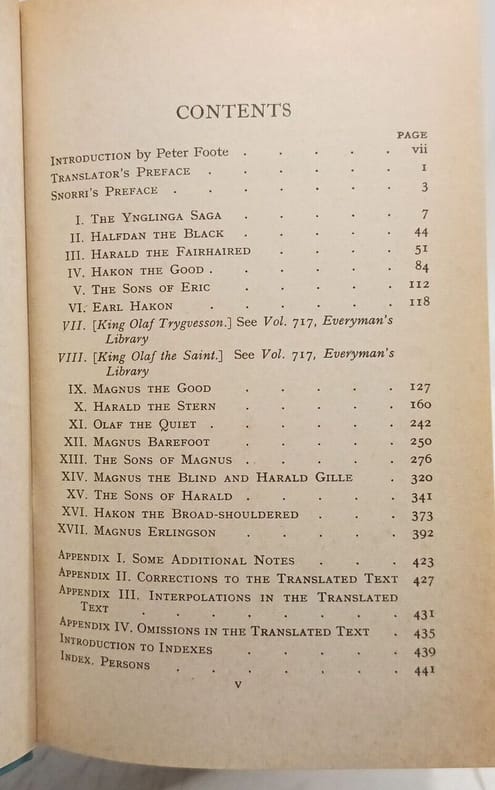 CONTENTS
PAGE
INTRODUCTION by Peter Foote . . . . . vii
TRANSLATOR'S PREFACE . . . . . 1
SNORRI'S PREFACE . . . . . . 3
I. THE YNGLINGA SAGA . . . . . 7
II. HALFDAN THE BLACK . . . . . 44
III. HARALD THE FAIRHAIRED . . . . 51
IV. HAKON THE GOOD . . . . . . 84
V. THE SONS OF ERIC . . . . . 112
VI. EARL HAKON . . . . . . 118
VII. [King Olaf Trygvesson.] See Vol. 717, Everyman's
Library
VIII. [King Olaf the Saint.] See Vol. 717, Everyman's
Library
IX. MAGNUS THE GOOD . . . . . 127
X. HARALD THE STERN . . . . . 160
XI. OLAF THE QUIET . . . . . . 242
XII. MAGNUS BAREFOOT . . . . . 250
XIII. THE SONS OF MAGNUS . . . . . 276
XIV. MAGNUS THE BLIND AND HARALD GILLE . 320
XV. THE SONS OF HARALD . . . . . 341
XVI. HAKON THE BROAD-SHOULDERED . . . 373
XVII. MAGNUS ERLINGSON . . . . . 392
APPENDIX I. SOME ADDITIONAL NOTES . . . 423
APPENDIX II. CORRECTIONS TO THE TRANSLATED TEXT 427
APPENDIX III. INTERPOLATIONS IN THE TRANSLATED
TEXT . . . . . . . . 431
APPENDIX IV. OMISSIONS IN THE TRANSLATED TEXT . 435
INTRODUCTION TO INDEXES . . . . . 439
INDEX. PERSONS . . . . . . . 441
v